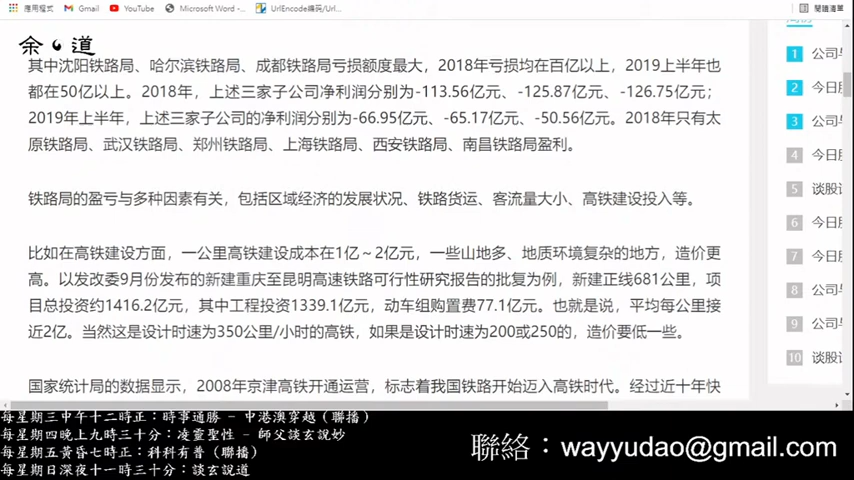 應用程式 Gmail YouTube Microsoft Word -... UrlEncode编码/Url... 閱讀清單
余道
其中沈阳铁路局、哈尔滨铁路局、成都铁路局亏损额度最大，2018年亏损均在百亿以上，2019上半年也
都在50亿以上。2018年，上述三家子公司净利润分别为-113.56亿元、-125.87亿元、-126.75亿元；
2019年上半年，上述三家子公司的净利润分别为-66.95亿元、-65.17亿元、-50.56亿元。2018年只有太
原铁路局、武汉铁路局、郑州铁路局、上海铁路局、西安铁路局、南昌铁路局盈利。
铁路局的盈亏与多种因素有关，包括区域经济的发展状况、铁路货运、客流量大小、高铁建设投入等。
比如在高铁建设方面，一公里高铁建设成本在1亿～2亿元，一些山地多、地质环境复杂的地方，造价更
高。以发改委9月份发布的新建重庆至昆明高速铁路可行性研究报告的批复为例，新建正线681公里，项
目总投资约1416.2亿元，其中工程投资1339.1亿元，动车组购置费77.1亿元。也就是说，平均每公里接
近2亿。当然这是设计时速为350公里/小时的高铁，如果是设计时速为200或250的，造价要低一些。
国家统计局的数据显示，2008年京津高铁开通运营，标志着我国铁路开始迈入高铁时代。经过近十年快
1 公司
2 今日
3 公司
4 今日
5 谈股
6 今日
7 今日
8 公司
9 公司
10 谈股
每星期三中午十二時正：時事通勝 - 中港澳穿越（聯播）
每星期四晚上九時三十分：凌靈聖性 - 師父談玄說妙
每星期五黃昏七時正：科科有普（聯播）
每星期日深夜十一時三十分：談玄說道
聯絡：wayyudao@gmail.com